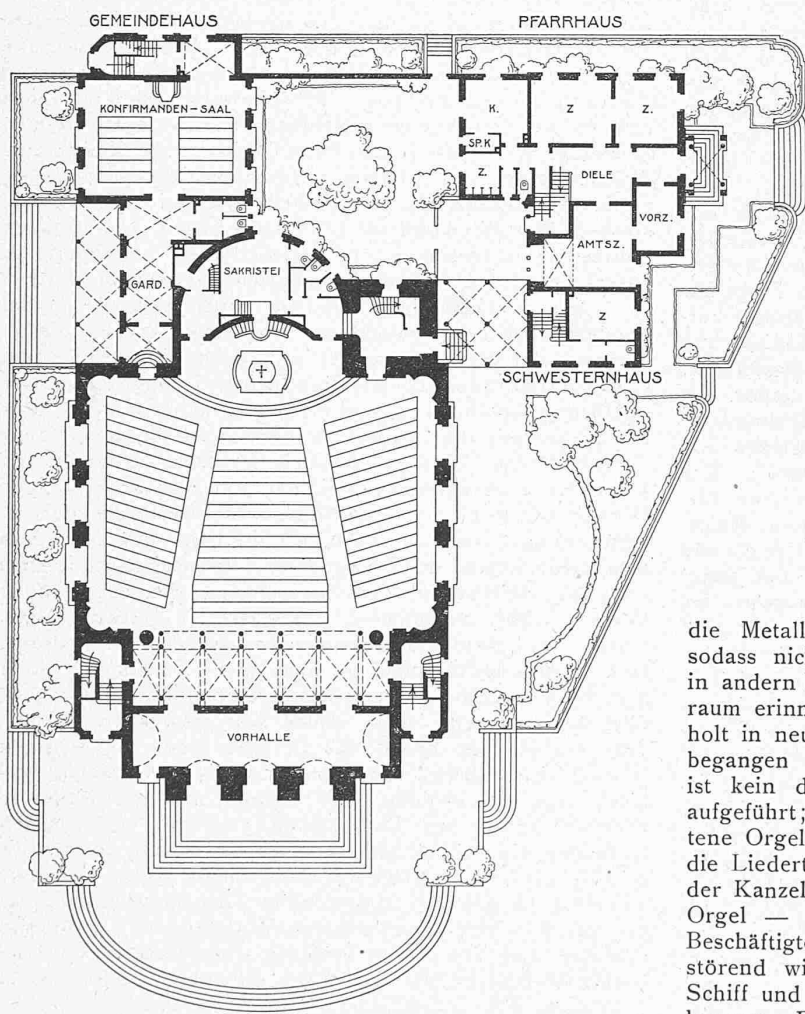 GEMEINDEHAUS
PFARRHAUS
KONFIRMANDEN-SAAL
K.
Z
Z.
SP.K
Z.
DIELE
VORZ.
AMTSZ.
GARD.
SAKRISTEI
Z
SCHWESTERNHAUS
VORHALLE
die Metall
sodass nic
in andern
raum erinn
holt in neu
begangen
ist kein d
aufgeführt;
tene Orgel
die Liedert
der Kanzel
Orgel —
Beschäftigte
störend wi
Schiff und